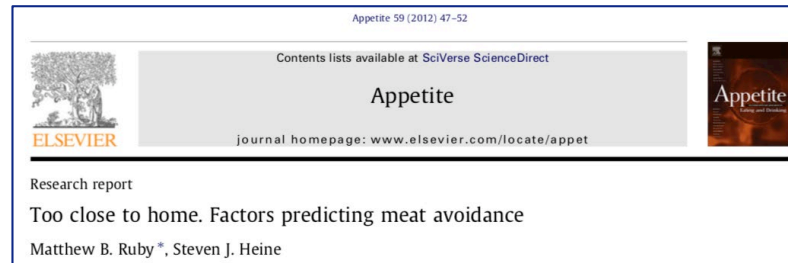 Appetite 59 (2012) 47–52
Contents lists available at SciVerse ScienceDirect
Appetite
journal homepage: www.elsevier.com/locate/appet
ELSEVIER
Appetite
Research report
Too close to home. Factors predicting meat avoidance
Matthew B. Ruby *, Steven J. Heine